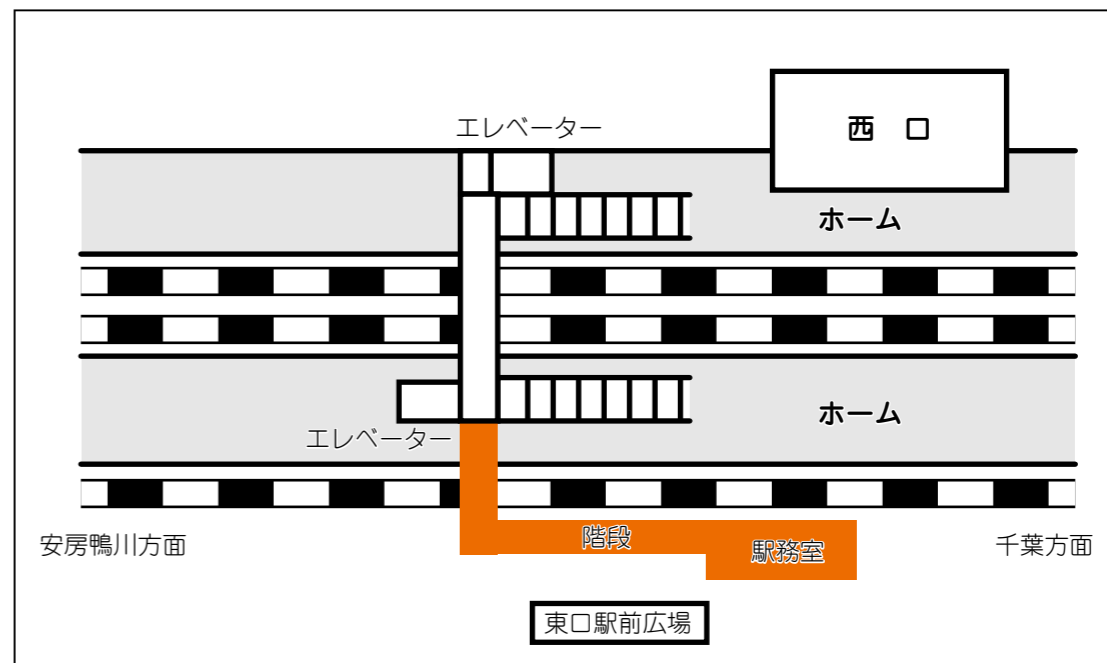 エレベーター
西 口
ホーム
ホーム
エレベーター
安房鴨川方面
階段
駅務室
千葉方面
東口駅前広場